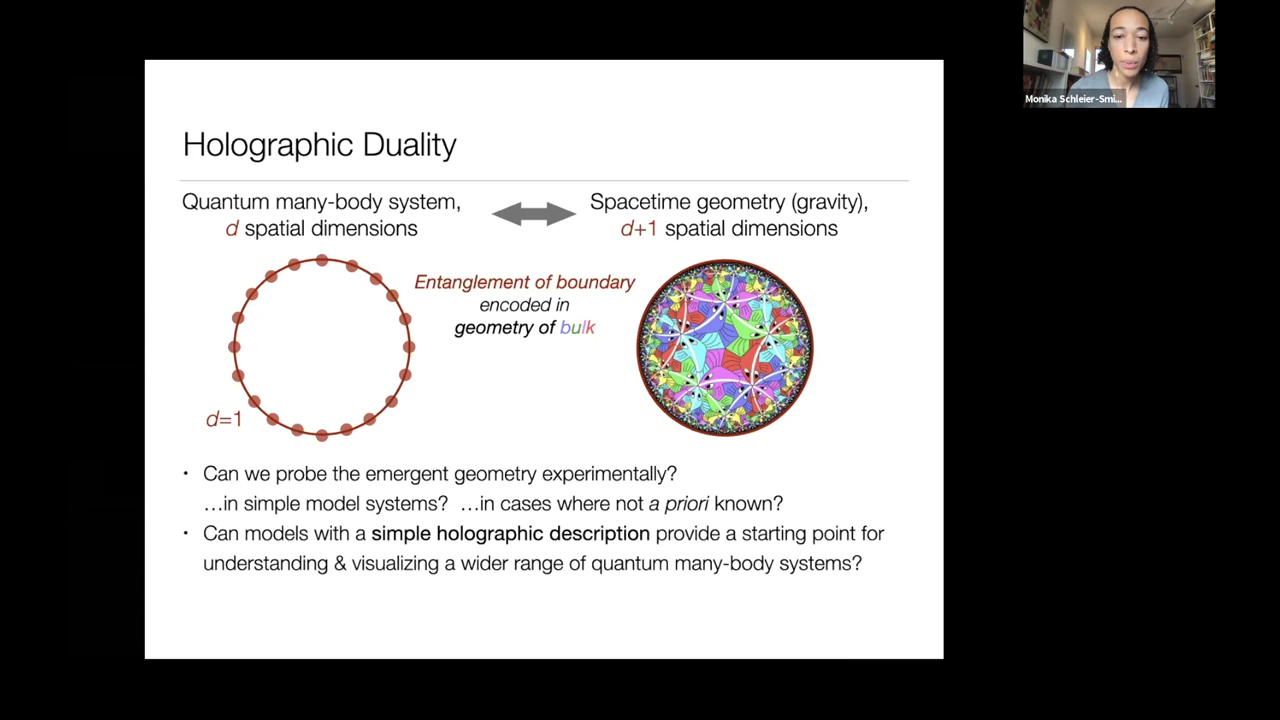 Monika Schleier-Smi...
Holographic Duality
Quantum many-body system,
d spatial dimensions
Spacetime geometry (gravity),
d+1 spatial dimensions
Entanglement of boundary
encoded in
geometry of bulk
d=1
• Can we probe the emergent geometry experimentally?
...in simple model systems? ...in cases where not a priori known?
• Can models with a simple holographic description provide a starting point for
understanding & visualizing a wider range of quantum many-body systems?